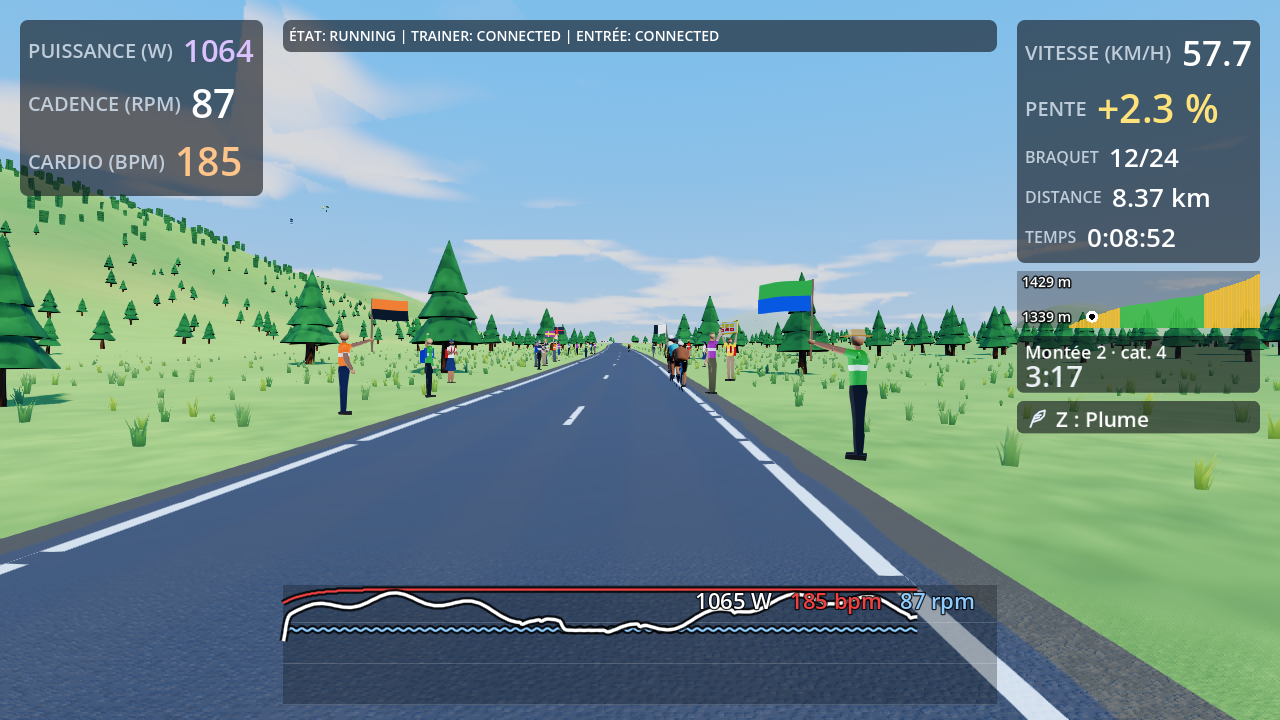 PUISSANCE (W) 1064
CADENCE (RPM) 87
CARDIO (BPM) 185
ÉTAT: RUNNING | TRAINER: CONNECTED | ENTRÉE: CONNECTED
VITESSE (KM/H) 57.7
PENTE +2.3 %
BRAQUET 12/24
DISTANCE 8.37 km
TEMPS 0:08:52
1429 m
1339 m
Montée 2 · cat. 4
3:17
Z : Plume
1065 W 185 bpm 87 rpm